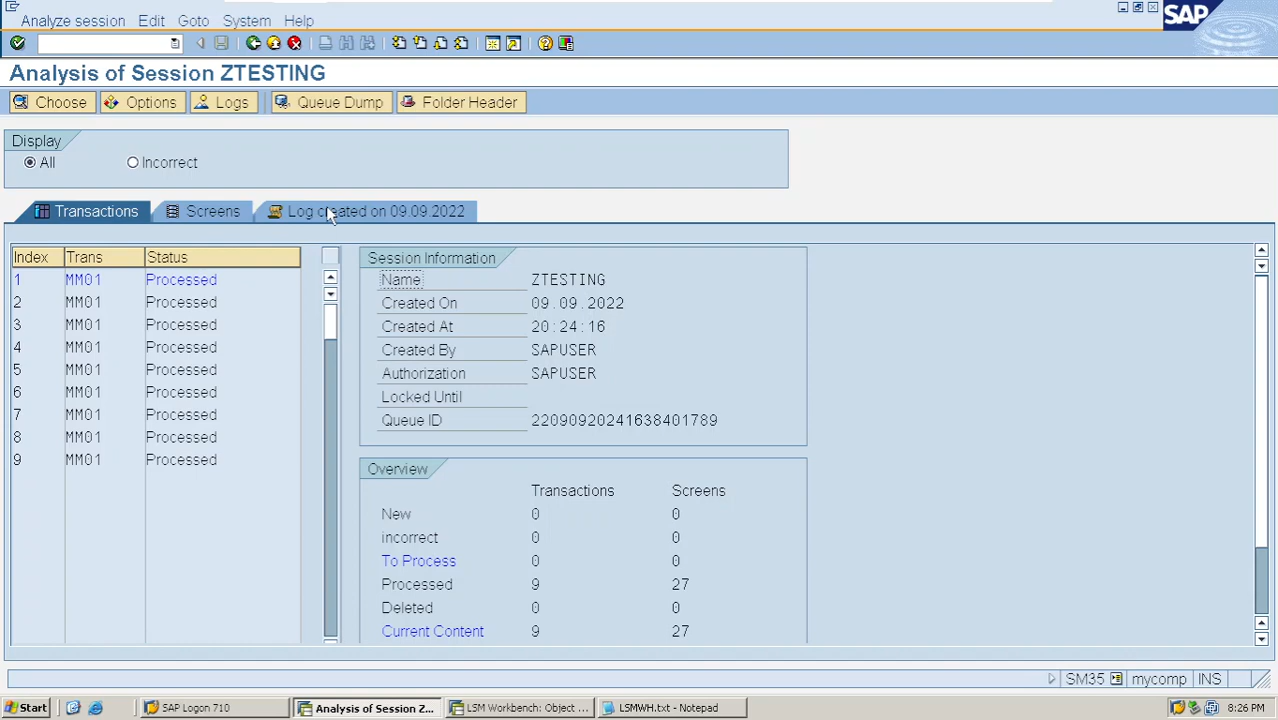 Analyze session Edit Goto System Help
SAP
Analysis of Session ZTESTING
Choose Options Logs Queue Dump Folder Header
Display
All Incorrect
Transactions Screens Log created on 09.09.2022
Index Trans Status
1 MM01 Processed
2 MM01 Processed
3 MM01 Processed
4 MM01 Processed
5 MM01 Processed
6 MM01 Processed
7 MM01 Processed
8 MM01 Processed
9 MM01 Processed
Session Information
Name ZTESTING
Created On 09.09.2022
Created At 20:24:16
Created By SAPUSER
Authorization SAPUSER
Locked Until
Queue ID 22090920241638401789
Overview
Transactions Screens
New 0 0
incorrect 0 0
To Process 0 0
Processed 9 27
Deleted 0 0
Current Content 9 27
SM35 mycomp INS
Start SAP Logon 710 Analysis of Session Z... LSM Workbench: Object ... LSMWH.txt - Notepad 8:26 PM